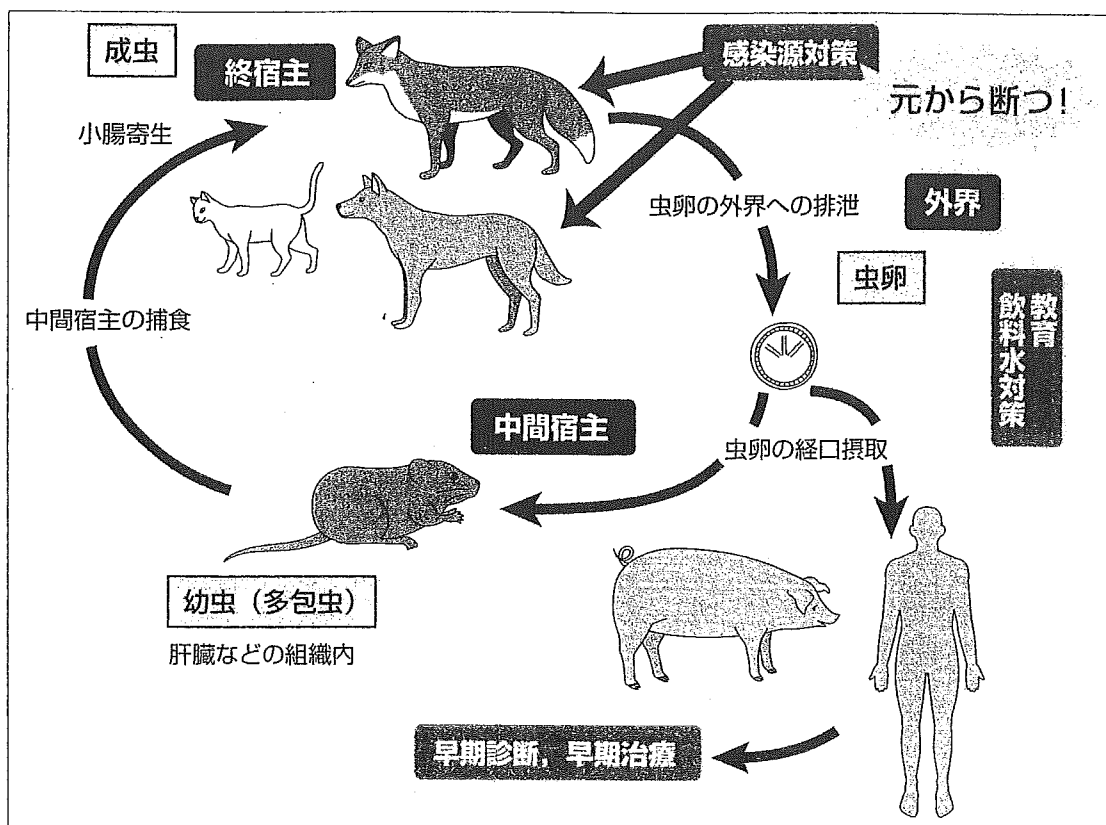 成虫
終宿主
感染源対策
元から断つ！
小腸寄生
虫卵の外界への排泄
外界
虫卵
教育
飲料水対策
中間宿主の捕食
中間宿主
虫卵の経口摂取
幼虫（多包虫）
肝臓などの組織内
早期診断，早期治療